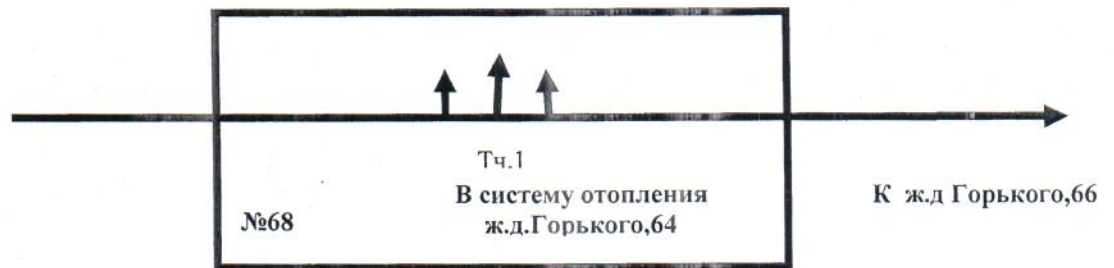 Тч.1
В систему отопления
ж.д.Горького,64
№68
К ж.д Горького,66